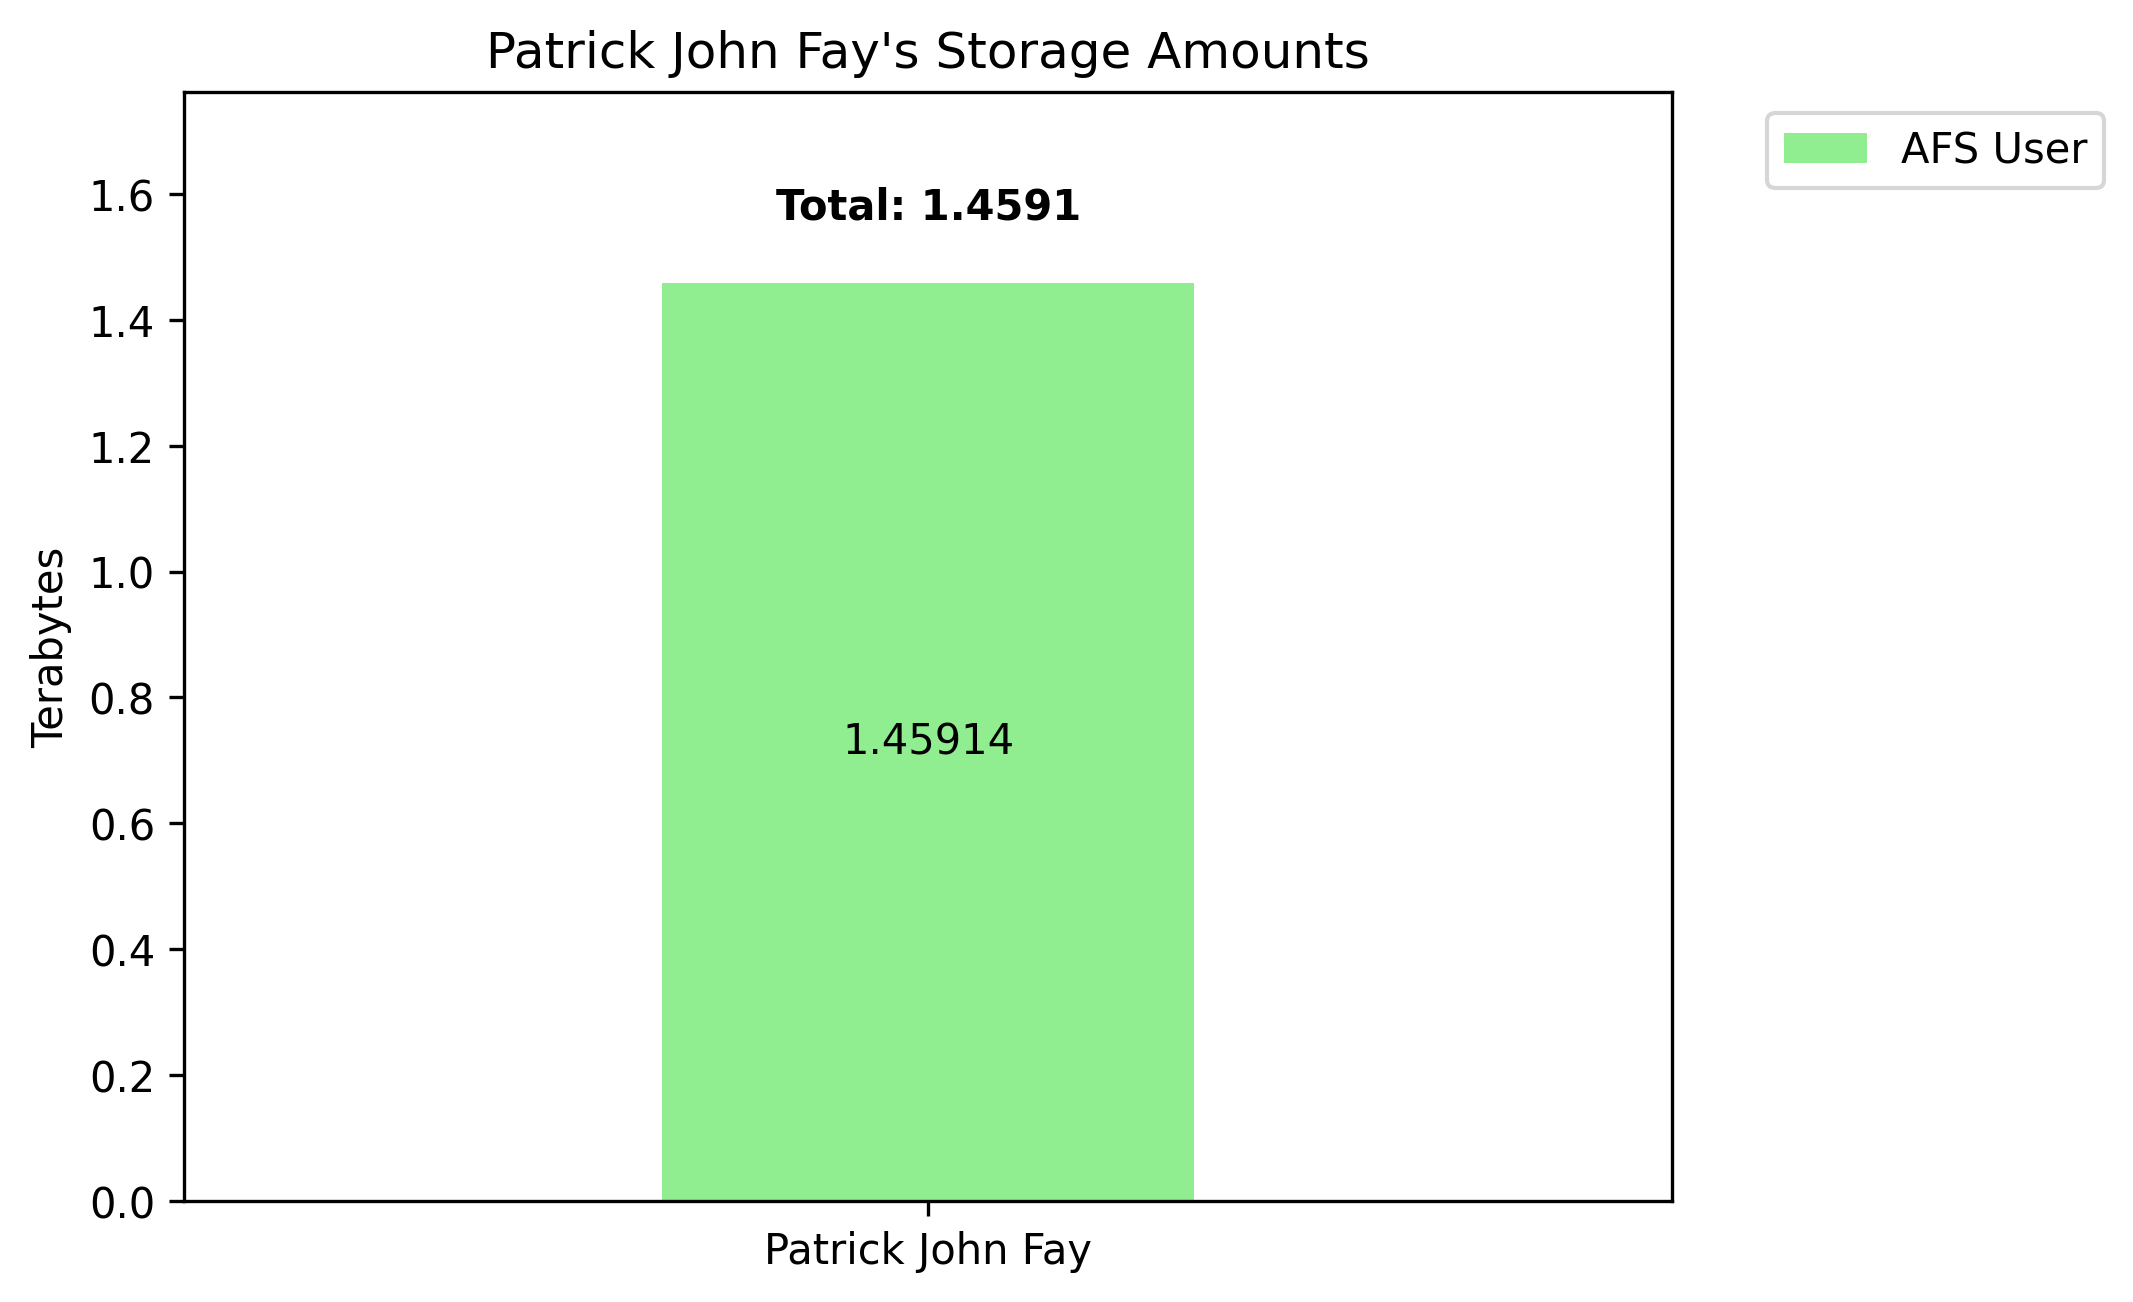 Patrick John Fay's Storage Amounts
AFS User
Total: 1.4591
1.45914
Terabytes
1.6
1.4
1.2
1.0
0.8
0.6
0.4
0.2
0.0
Patrick John Fay